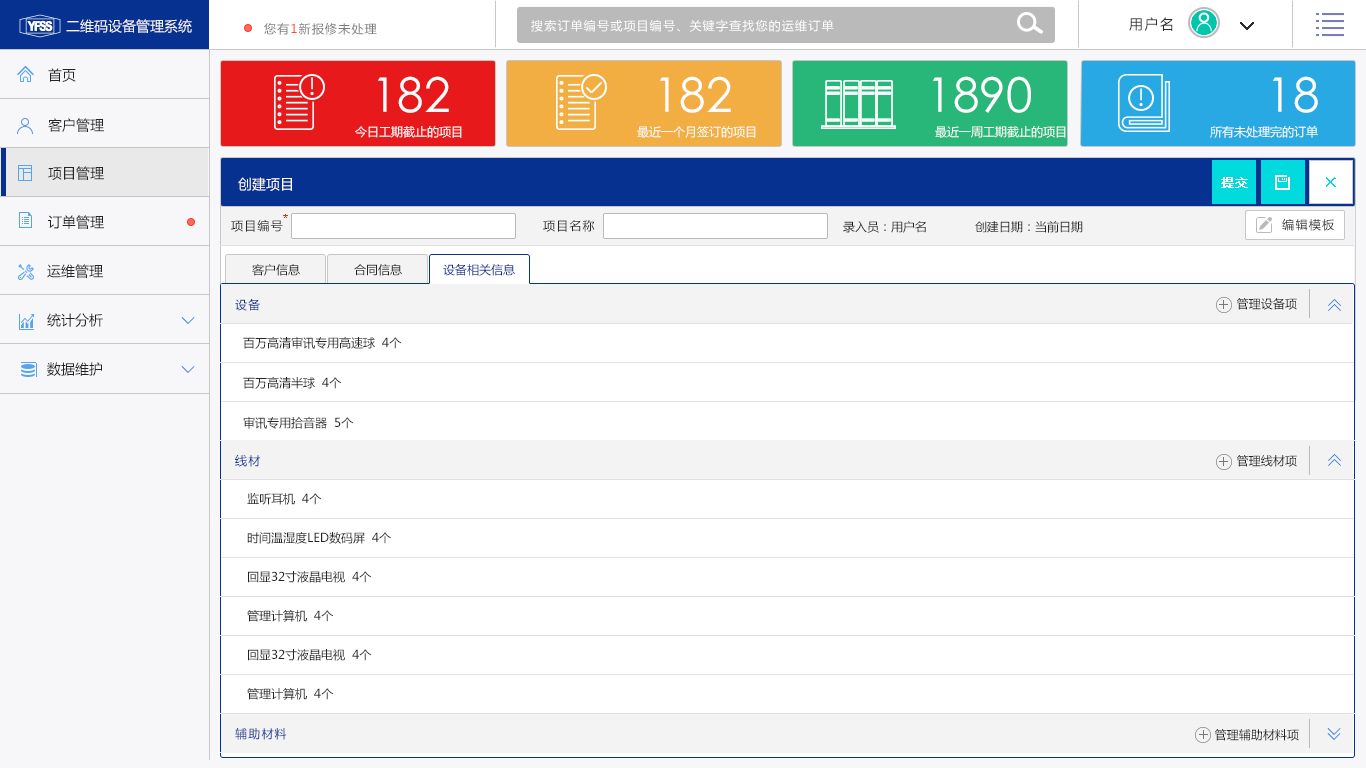 YFSS 二维码设备管理系统
您有1新报修未处理
搜索订单编号或项目编号、关键字查找您的运维订单
用户名
首页
客户管理
项目管理
订单管理
运维管理
统计分析
数据维护
182
今日工期截止的项目
182
最近一个月签订的项目
1890
最近一周工期截止的项目
18
所有未处理完的订单
创建项目
提交
项目编号*
项目名称
录入员：用户名
创建日期：当前日期
编辑模板
客户信息
合同信息
设备相关信息
设备
管理设备项
百万高清审讯专用高速球 4个
百万高清半球 4个
审讯专用拾音器 5个
线材
管理线材项
监听耳机 4个
时间温湿度LED数码屏 4个
回显32寸液晶电视 4个
管理计算机 4个
回显32寸液晶电视 4个
管理计算机 4个
辅助材料
管理辅助材料项